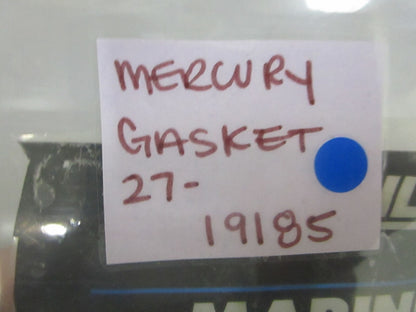 MERCURY
GASKET
27-
19185